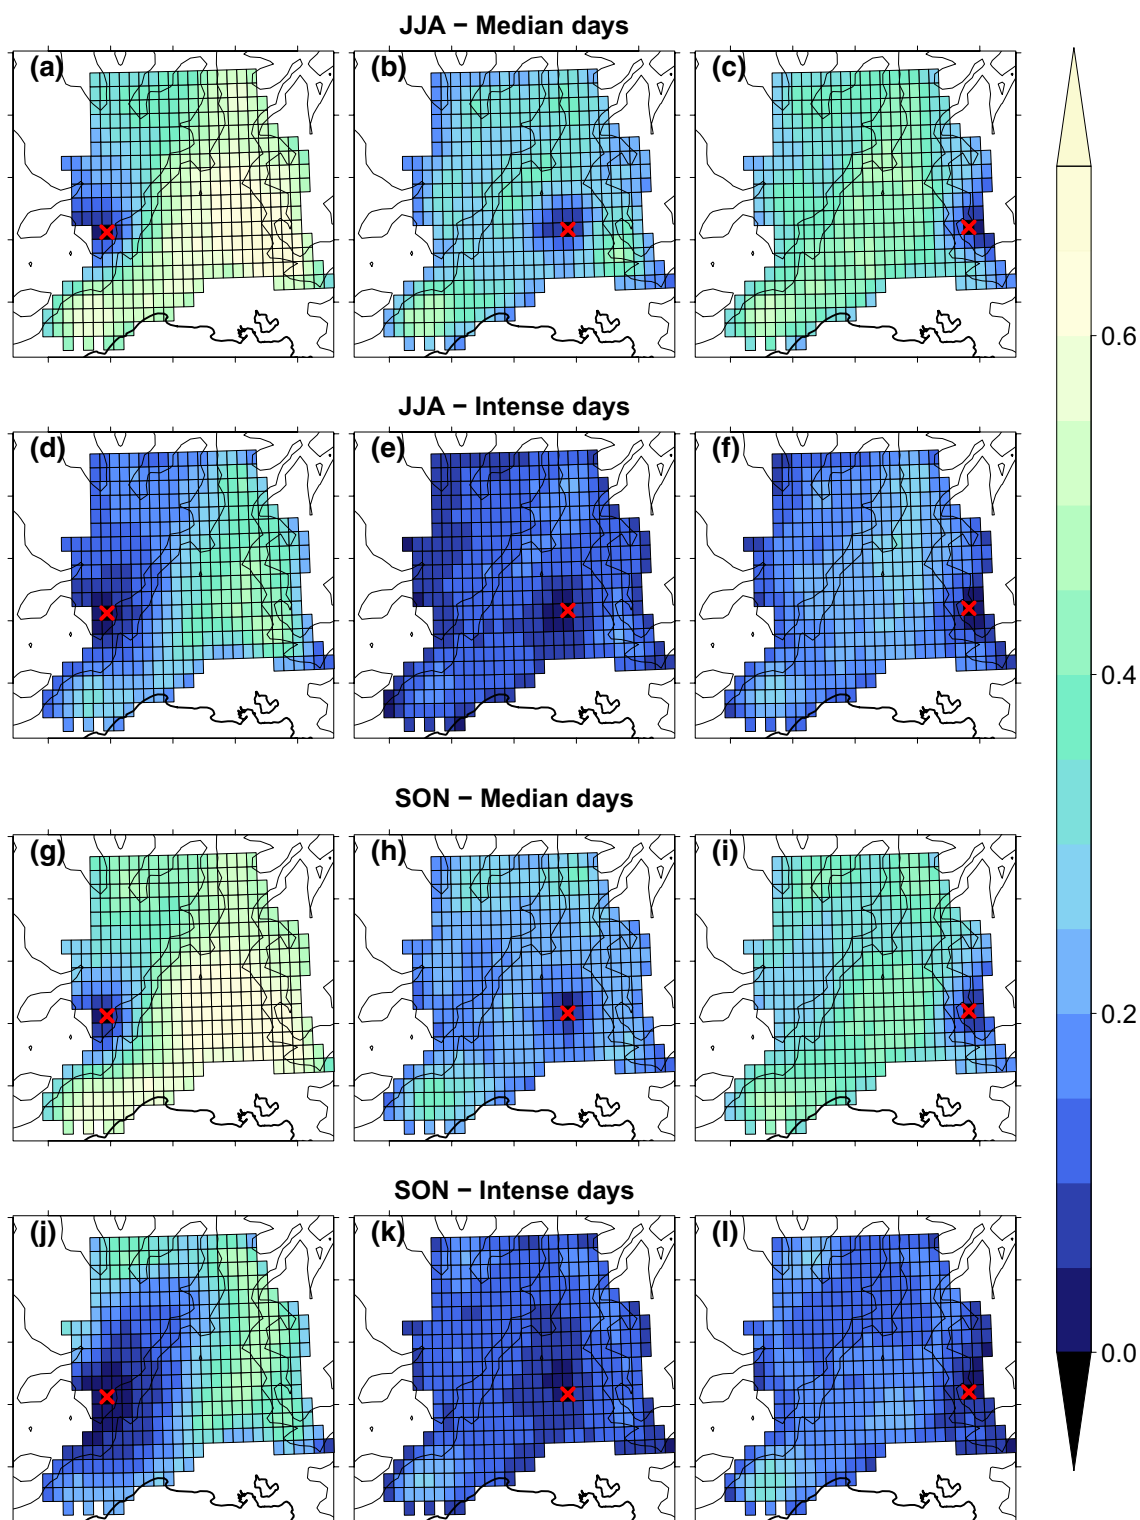 JJA − Median days
(a) (b) (c)
JJA − Intense days
(d) (e) (f)
SON − Median days
(g) (h) (i)
SON − Intense days
(j) (k) (l)
0.6
0.4
0.2
0.0